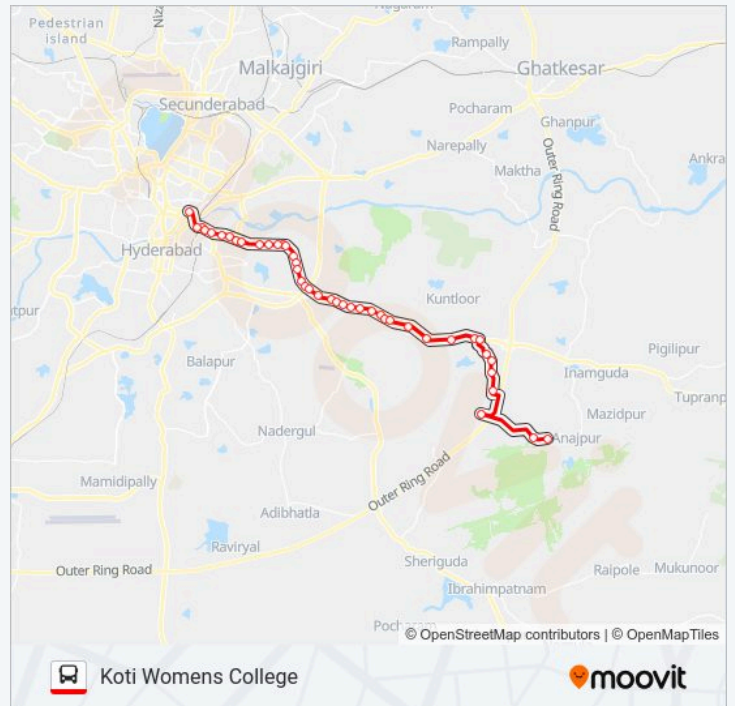 Pedestrian
island
Malkajgiri
Rampally
Ghatkesar
Secunderabad
Pocharam
Ghanpur
Narepally
Maktha
Outer Ring Road
Hyderabad
Kuntloor
Balapur
Pigilipur
Inamguda
Mazidpur
Nadergul
Anajpur
Mamidipally
Outer Ring Road
Adibhatla
Raviryal
Outer Ring Road
Sheriguda
Raipole
Mukunoor
Ibrahimpatnam
© OpenStreetMap contributors | © OpenMapTiles
Koti Womens College
moovit